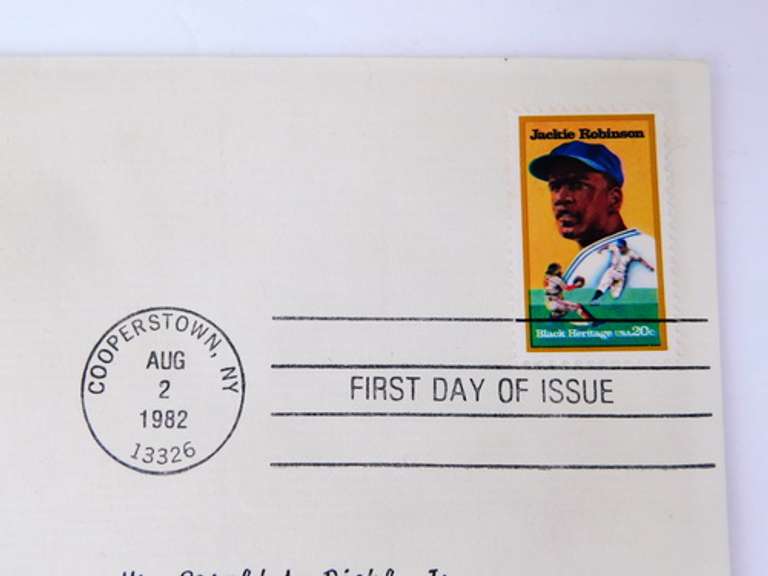 Jackie Robinson
Black Heritage USA 20c
COOPERSTOWN, NY
AUG
2
1982
13326
FIRST DAY OF ISSUE